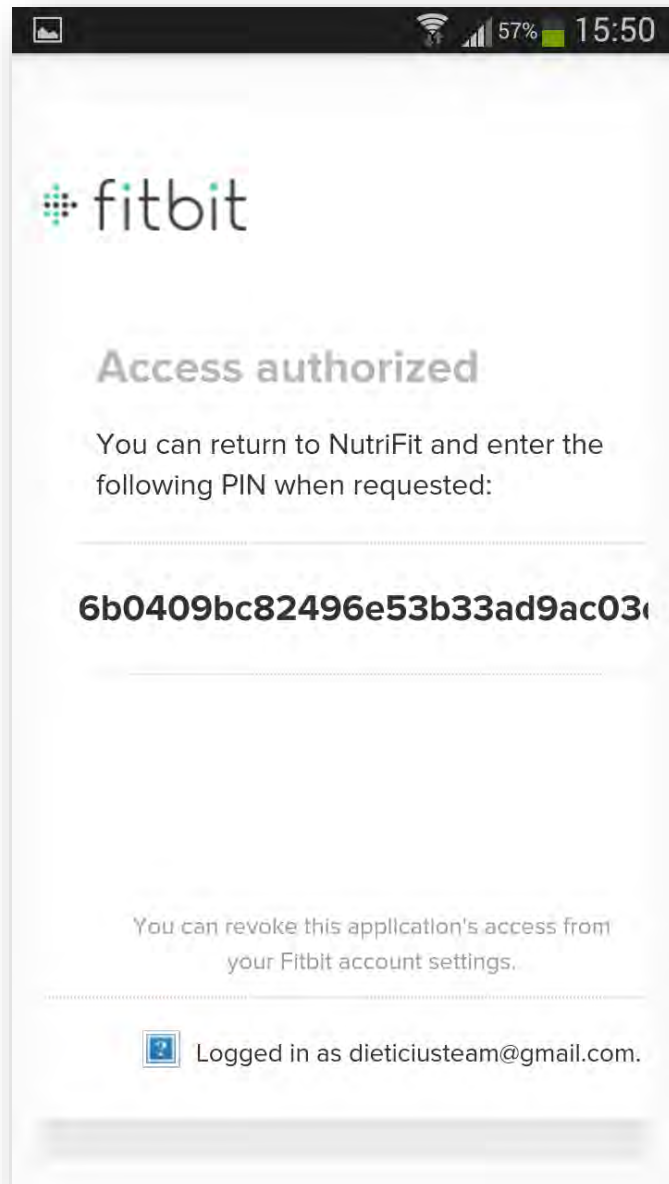 57% 15:50
fitbit
Access authorized
You can return to NutriFit and enter the
following PIN when requested:
6b0409bc82496e53b33ad9ac03
You can revoke this application's access from
your Fitbit account settings.
Logged in as dieticiusteam@gmail.com.